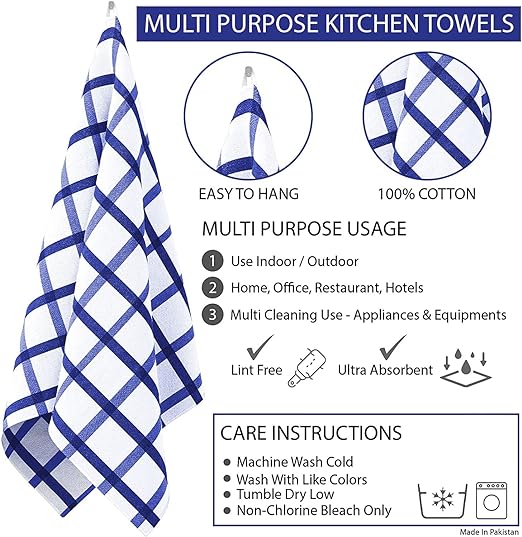 MULTI PURPOSE KITCHEN TOWELS
EASY TO HANG
100% COTTON
MULTI PURPOSE USAGE
1 Use Indoor / Outdoor
2 Home, Office, Restaurant, Hotels
3 Multi Cleaning Use - Appliances & Equipments
Lint Free
Ultra Absorbent
CARE INSTRUCTIONS
• Machine Wash Cold
• Wash With Like Colors
• Tumble Dry Low
• Non-Chlorine Bleach Only
Made In Pakistan